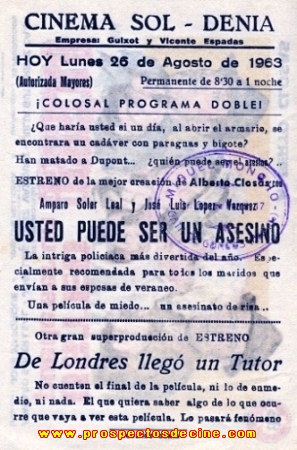 CINEMA SOL - DENIA
Empresa: Guixot y Vicente Espadas
HOY Lunes 26 de Agosto de 1963
(Autorizada Mayores) Permanente de 8'30 a 1 noche
¡COLOSAL PROGRAMA DOBLE!
¿Que haría usted si un día, al abrir el armario, se
encontrara un cadáver con paraguas y bigote?
Han matado a Dupont... ¿quién puede ser el asesino?..
ESTRENO de la mejor creación de Alberto Closas
Amparo Soler Leal y José Luis Lopez Vazquez
USTED PUEDE SER UN ASESINO
La intriga policiaca más divertida del año. Es
cialmente recomendada para todos los maridos que
envían a sus esposas de veraneo.
Una película de miedo... un asesinato de risa..
Otra gran superproducción de ESTRENO
De Londres llegó un Tutor
No cuenten el final de la película, ni lo de enme-
dio, ni nada. El que quiera saber algo de lo que ocu-
rre que vaya a ver esta película. Lo pasará fenómeno
www.prospectosdecine.com